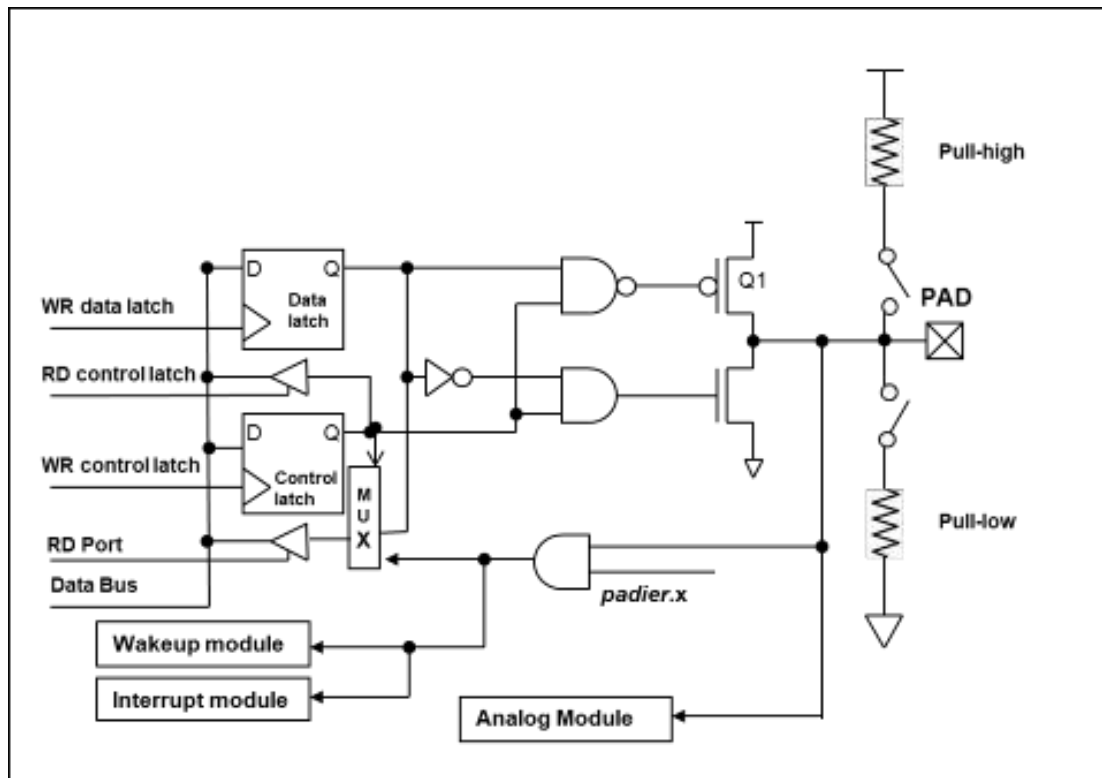 Pull-high
D
Q
Q1
WR data latch
Data
latch
PAD
RD control latch
D
Q
WR control latch
Control
latch
MUX
Pull-low
RD Port
Data Bus
padier.x
Wakeup module
Interrupt module
Analog Module